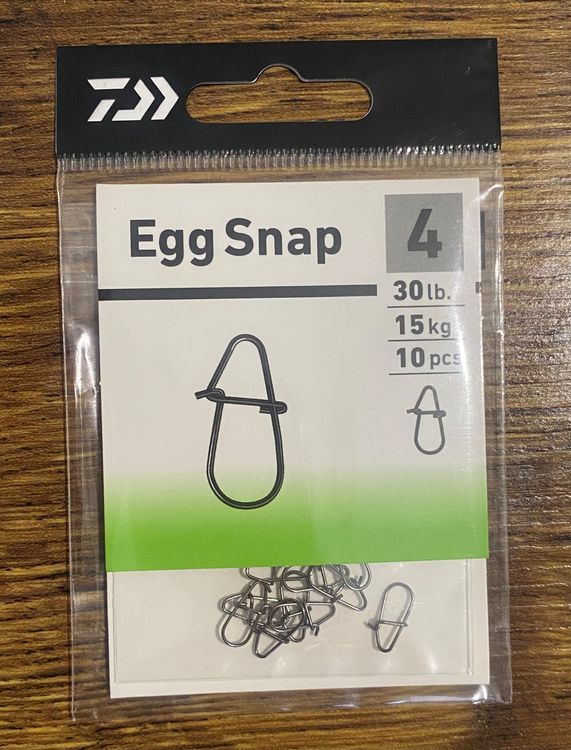 Egg Snap
4
30 lb.
15 kg
10 pcs